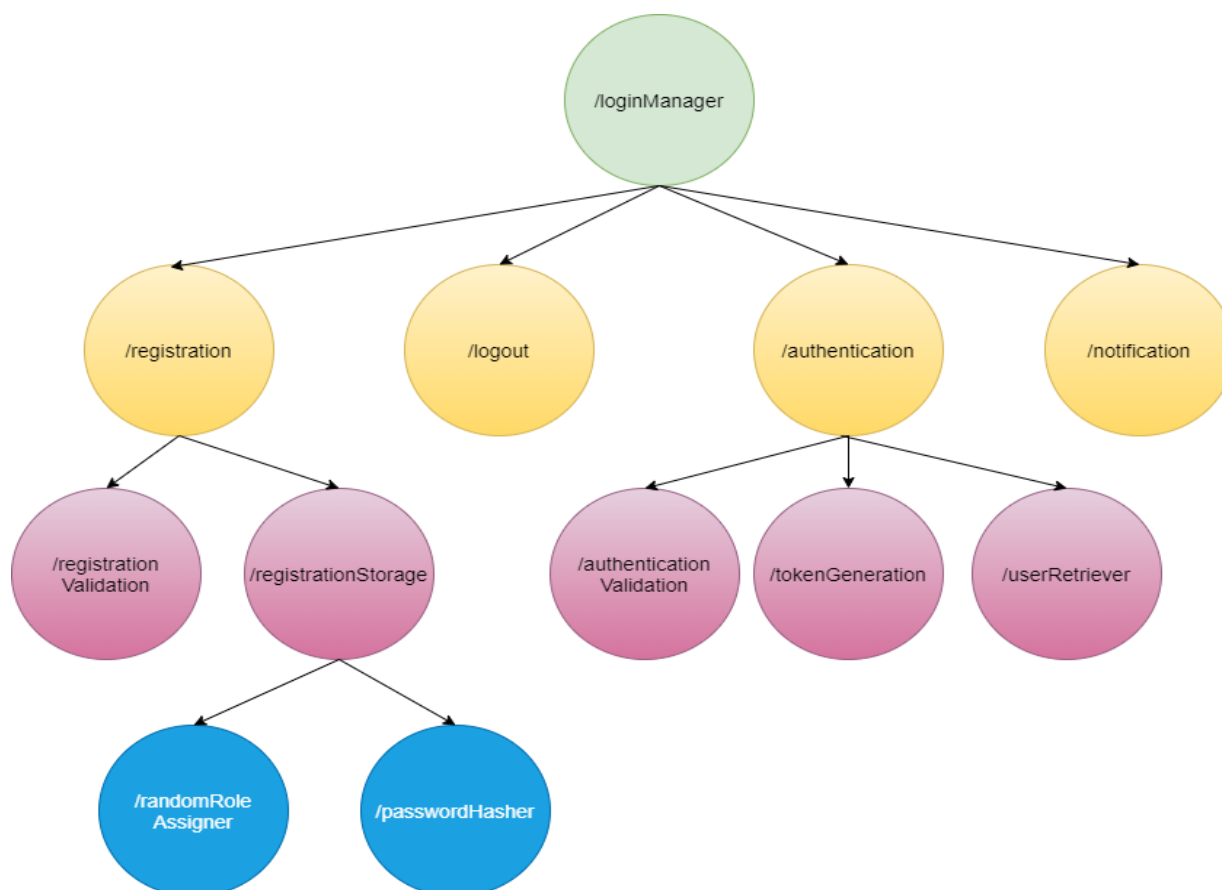 /loginManager
/registration
/logout
/authentication
/notification
/registration
Validation
/registrationStorage
/authentication
Validation
/tokenGeneration
/userRetriever
/randomRole
Assigner
/passwordHasher